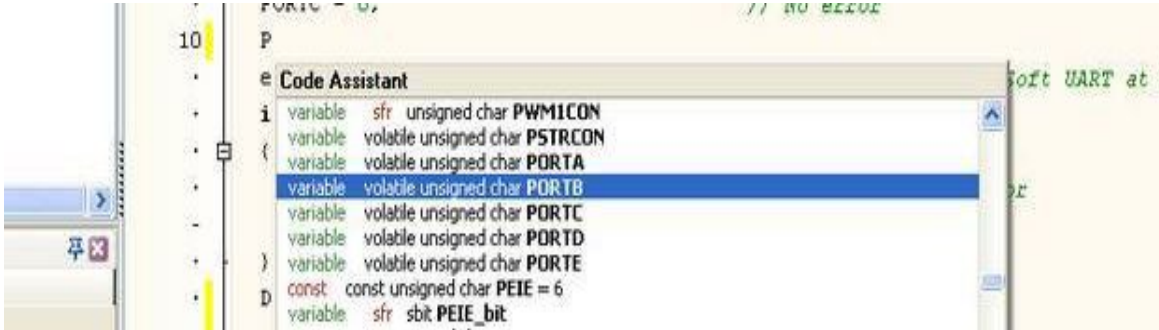 PORTC = 0; // No error
10 P
e Code Assistant Soft UART at
i variable sfr unsigned char PWM1CON
{ variable volatile unsigned char PSTRCON
variable volatile unsigned char PORTA
variable volatile unsigned char PORTB
variable volatile unsigned char PORTC
variable volatile unsigned char PORTD
} variable volatile unsigned char PORTE
const const unsigned char PEIE = 6
D variable sfr sbit PEIE_bit